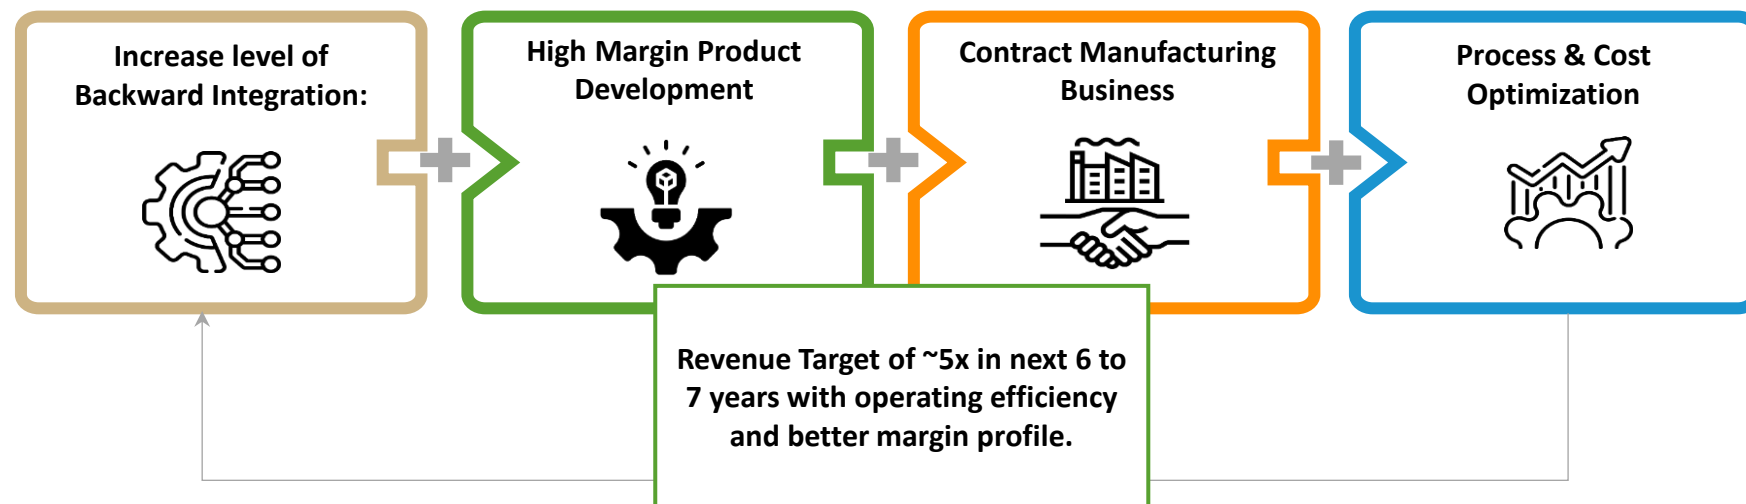 Increase level of
Backward Integration:
High Margin Product
Development
Contract Manufacturing
Business
Process & Cost
Optimization
Revenue Target of ~5x in next 6 to
7 years with operating efficiency
and better margin profile.